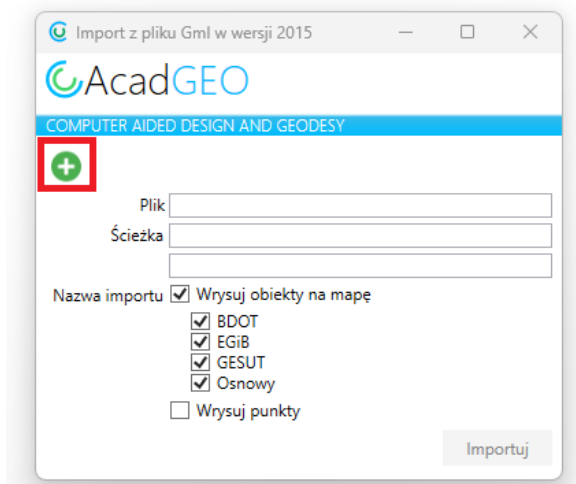 Import z pliku Gml w wersji 2015
AcadGEO
COMPUTER AIDED DESIGN AND GEODESY
Plik
Ścieżka
Nazwa importu Wrysuj obiekty na mapę
BDOT
EGiB
GESUT
Osnowy
Wrysuj punkty
Importuj